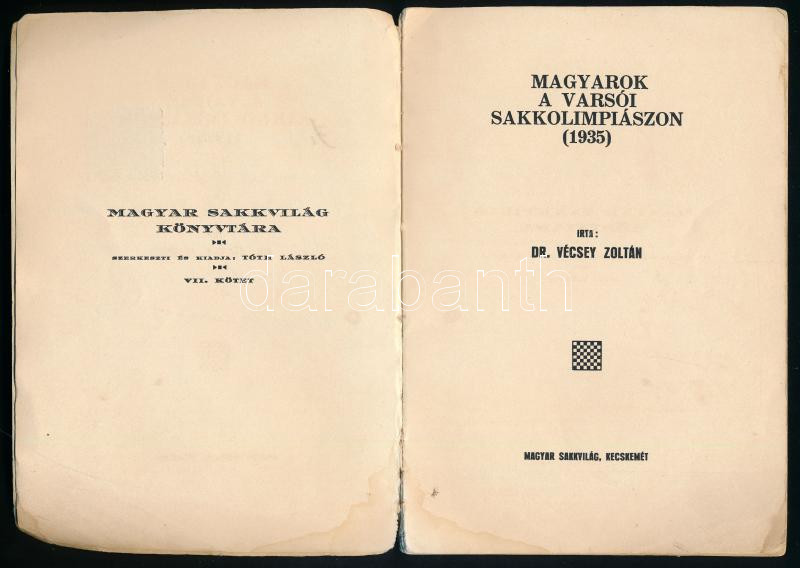 MAGYAR SAKKVILÁG
KÖNYVTÁRA
SZERKESZTI ÉS KIADJA: TÓTH LÁSZLÓ
VII. KÖTET
MAGYAROK
A VARSÓI
SAKKOLIMPIÁSZON
(1935)
IRTA:
DR. VÉCSEY ZOLTÁN
MAGYAR SAKKVILÁG, KECSKEMÉT
darabanth